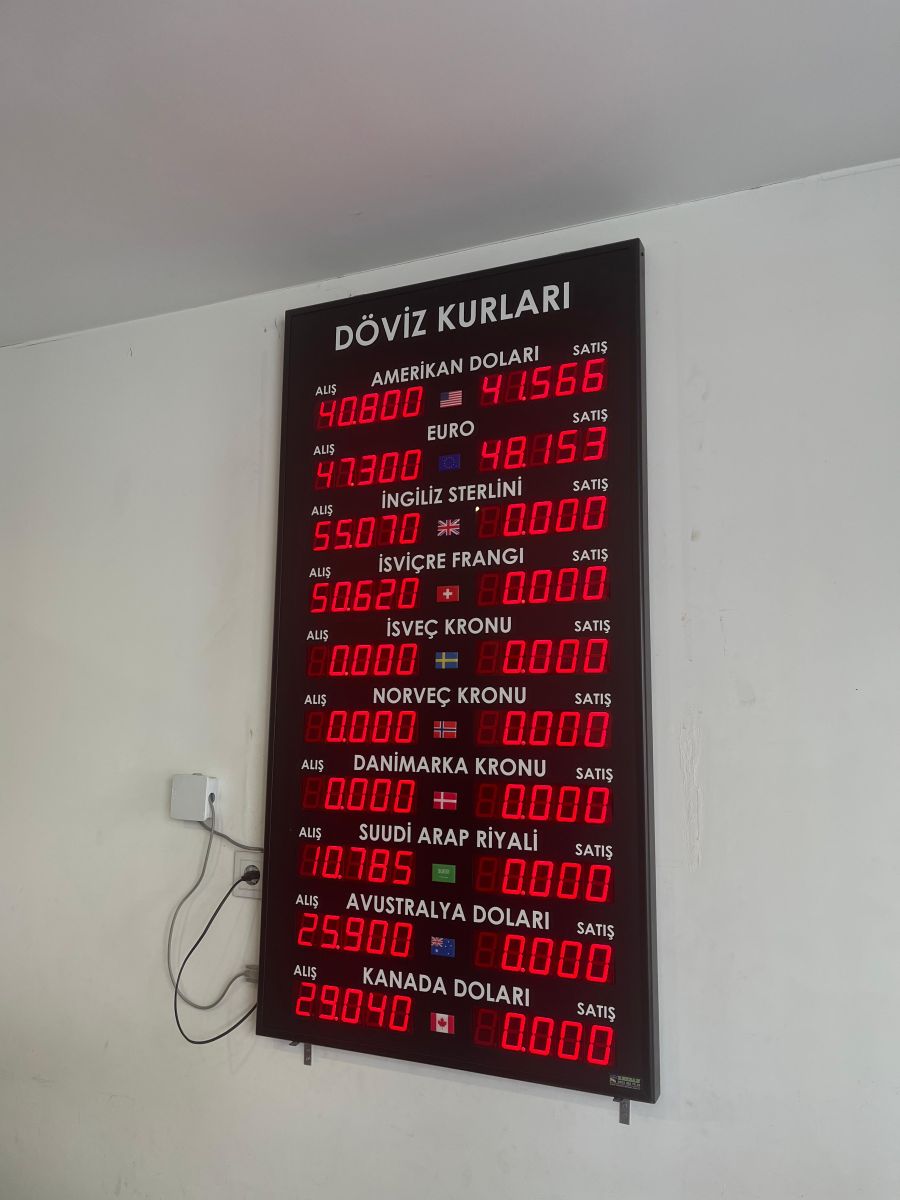 DÖVİZ KURLARI
AMERİKAN DOLARI
ALIŞ SATIŞ
40.800 41.566
EURO
ALIŞ SATIŞ
47.300 48.153
İNGİLİZ STERLİNİ
ALIŞ SATIŞ
55.070 0.000
İSVİÇRE FRANGI
ALIŞ SATIŞ
50.620 0.000
İSVEÇ KRONU
ALIŞ SATIŞ
0.000 0.000
NORVEÇ KRONU
ALIŞ SATIŞ
0.000 0.000
DANİMARKA KRONU
ALIŞ SATIŞ
0.000 0.000
SUUDİ ARAP RİYALİ
ALIŞ SATIŞ
10.785 0.000
AVUSTRALYA DOLARI
ALIŞ SATIŞ
25.900 0.000
KANADA DOLARI
ALIŞ SATIŞ
29.040 0.000